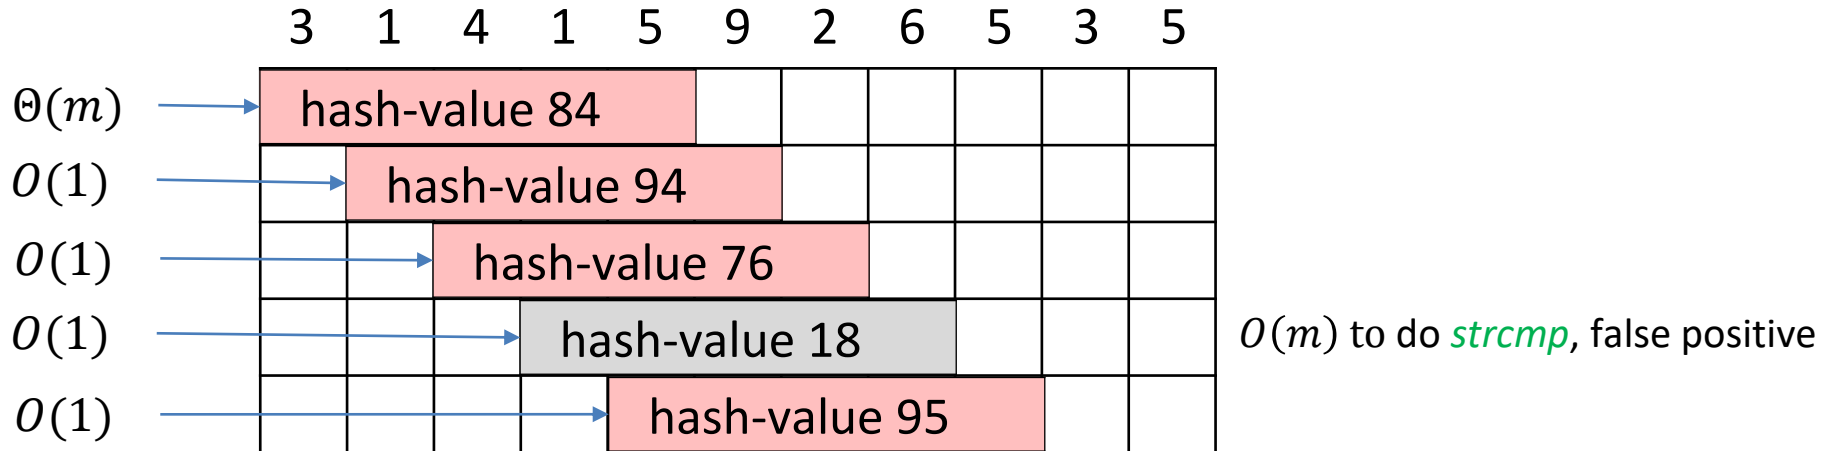 3 1 4 1 5 9 2 6 5 3 5
Θ(m) hash-value 84
O(1) hash-value 94
O(1) hash-value 76
O(1) hash-value 18 O(m) to do strcmp, false positive
O(1) hash-value 95